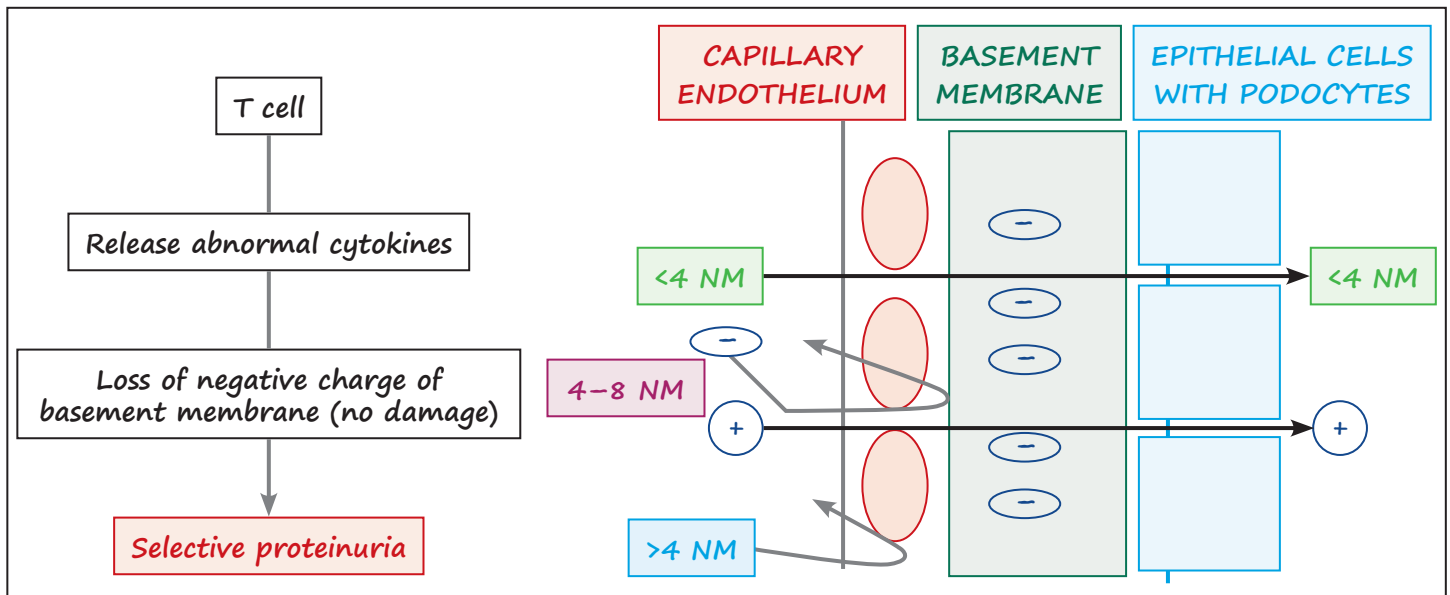 T cell
Release abnormal cytokines
Loss of negative charge of
basement membrane (no damage)
Selective proteinuria
CAPILLARY
ENDOTHELIUM
BASEMENT
MEMBRANE
EPITHELIAL CELLS
WITH PODOCYTES
−
<4 NM
<4 NM
−
−
4–8 NM
−
+
+
−
−
>4 NM